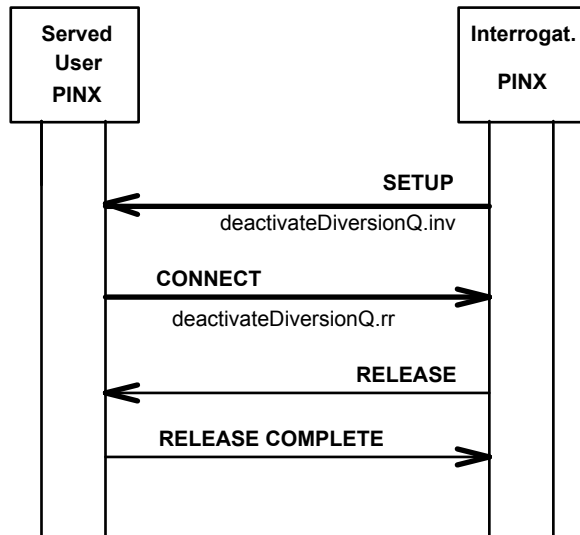 Served
User
PINX
Interrogat.
PINX
SETUP
deactivateDiversionQ.inv
CONNECT
deactivateDiversionQ.rr
RELEASE
RELEASE COMPLETE